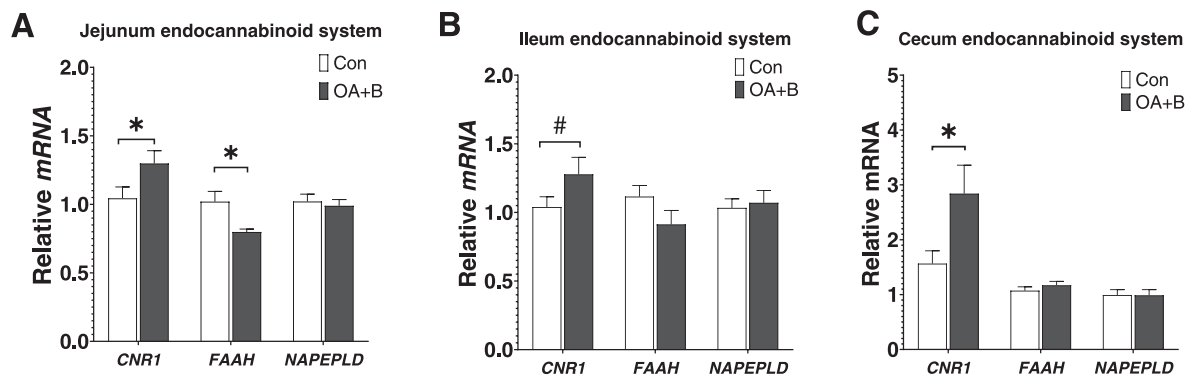 A
Jejunum endocannabinoid system
Con
OA+B
Relative mRNA
2.0
1.5
1.0
0.5
0.0
*
*
CNR1
FAAH
NAPEPLD
B
Ileum endocannabinoid system
Con
OA+B
Relative mRNA
2.0
1.5
1.0
0.5
0.0
#
CNR1
FAAH
NAPEPLD
C
Cecum endocannabinoid system
Con
OA+B
Relative mRNA
5
4
3
2
1
0
*
CNR1
FAAH
NAPEPLD